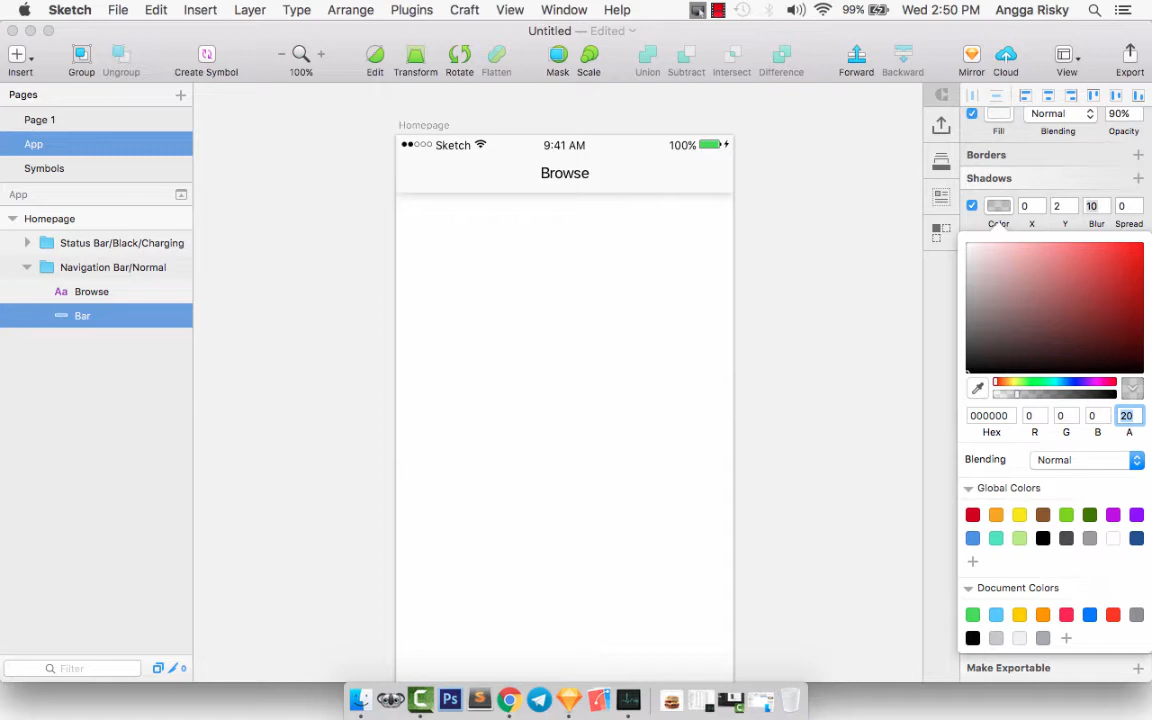 Sketch File Edit Insert Layer Type Arrange Plugins Craft View Window Help 99% Wed 2:50 PM Angga Risky
Untitled — Edited
Insert Group Ungroup Create Symbol 100% Edit Transform Rotate Flatten Mask Scale Union Subtract Intersect Difference Forward Backward Mirror Cloud View Export
Pages
Page 1
App
Symbols
App
Homepage
Status Bar/Black/Charging
Navigation Bar/Normal
Aa Browse
Bar
Filter 0
Homepage
Sketch 9:41 AM 100%
Browse
Normal 90%
Fill Blending Opacity
Borders
Shadows
0 2 10 0
Color X Y Blur Spread
000000 0 0 0 20
Hex R G B A
Blending Normal
Global Colors
Document Colors
Make Exportable
Ps S